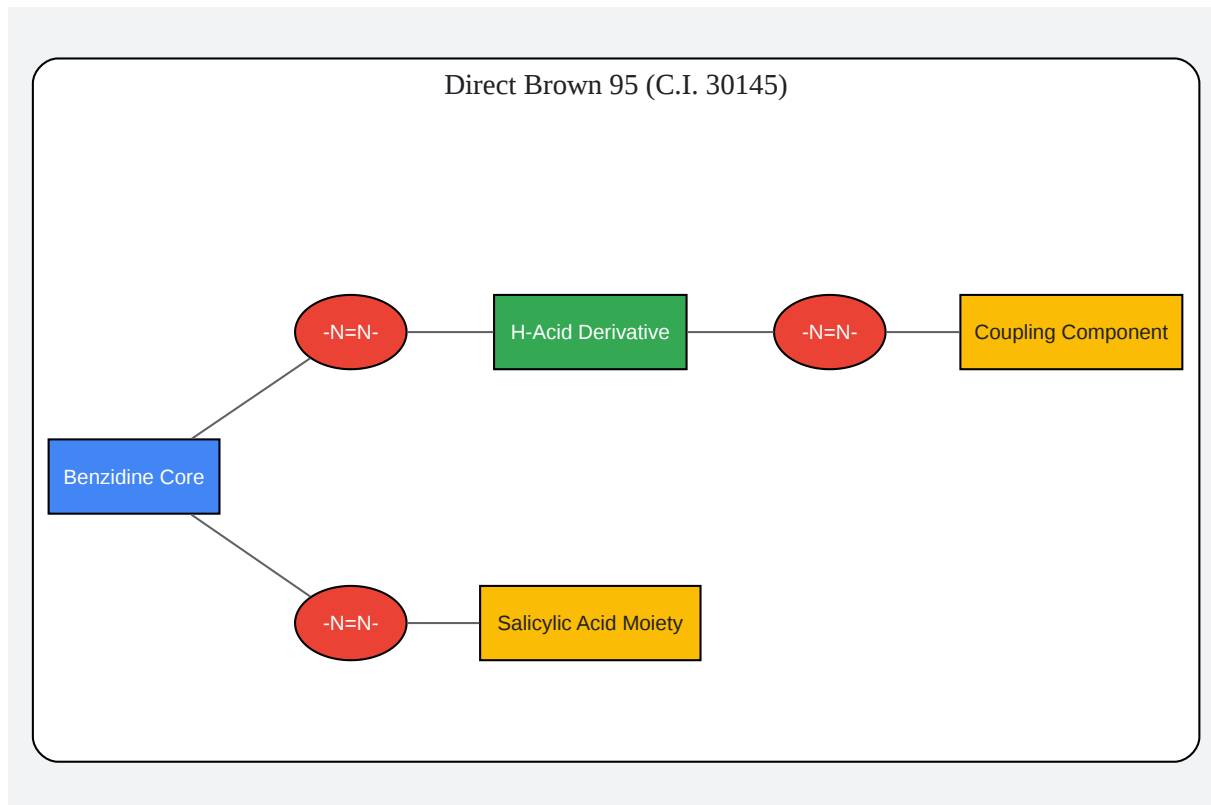 Direct Brown 95 (C.I. 30145)
-N=N-
H-Acid Derivative
-N=N-
Coupling Component
Benzidine Core
-N=N-
Salicylic Acid Moiety